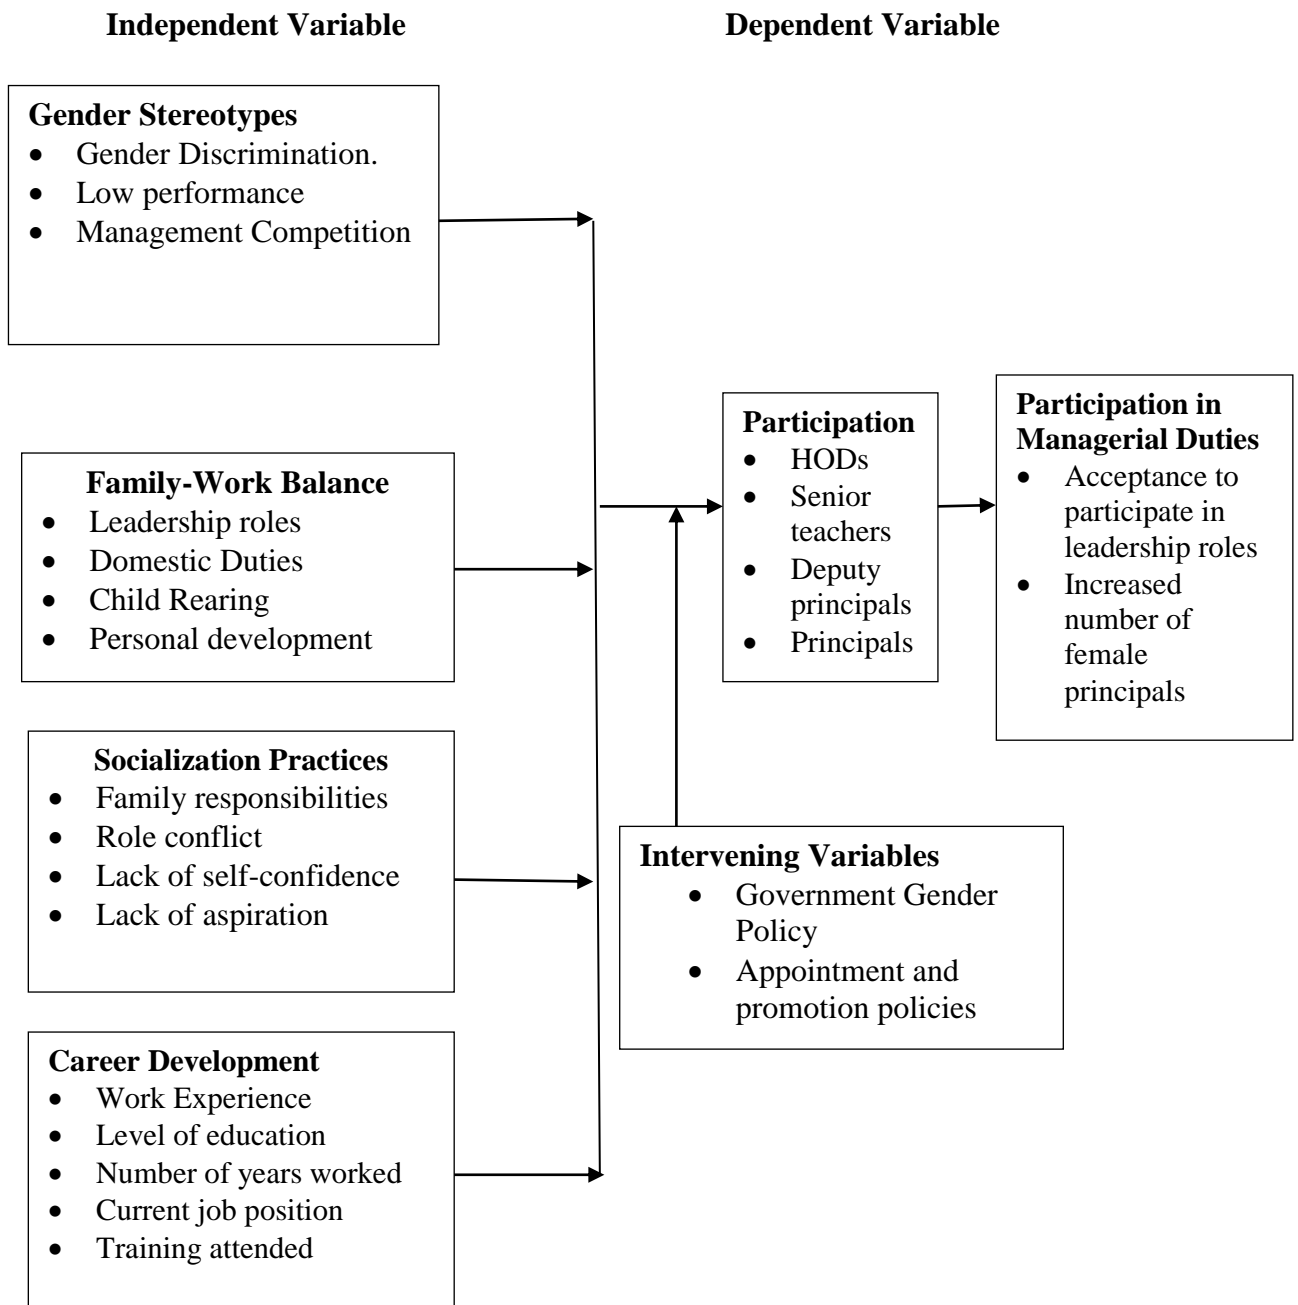 Independent Variable
Dependent Variable
Gender Stereotypes
• Gender Discrimination.
• Low performance
• Management Competition
Family-Work Balance
• Leadership roles
• Domestic Duties
• Child Rearing
• Personal development
Socialization Practices
• Family responsibilities
• Role conflict
• Lack of self-confidence
• Lack of aspiration
Career Development
• Work Experience
• Level of education
• Number of years worked
• Current job position
• Training attended
Participation
• HODs
• Senior
teachers
• Deputy
principals
• Principals
Participation in
Managerial Duties
• Acceptance to
participate in
leadership roles
• Increased
number of
female
principals
Intervening Variables
• Government Gender
Policy
• Appointment and
promotion policies